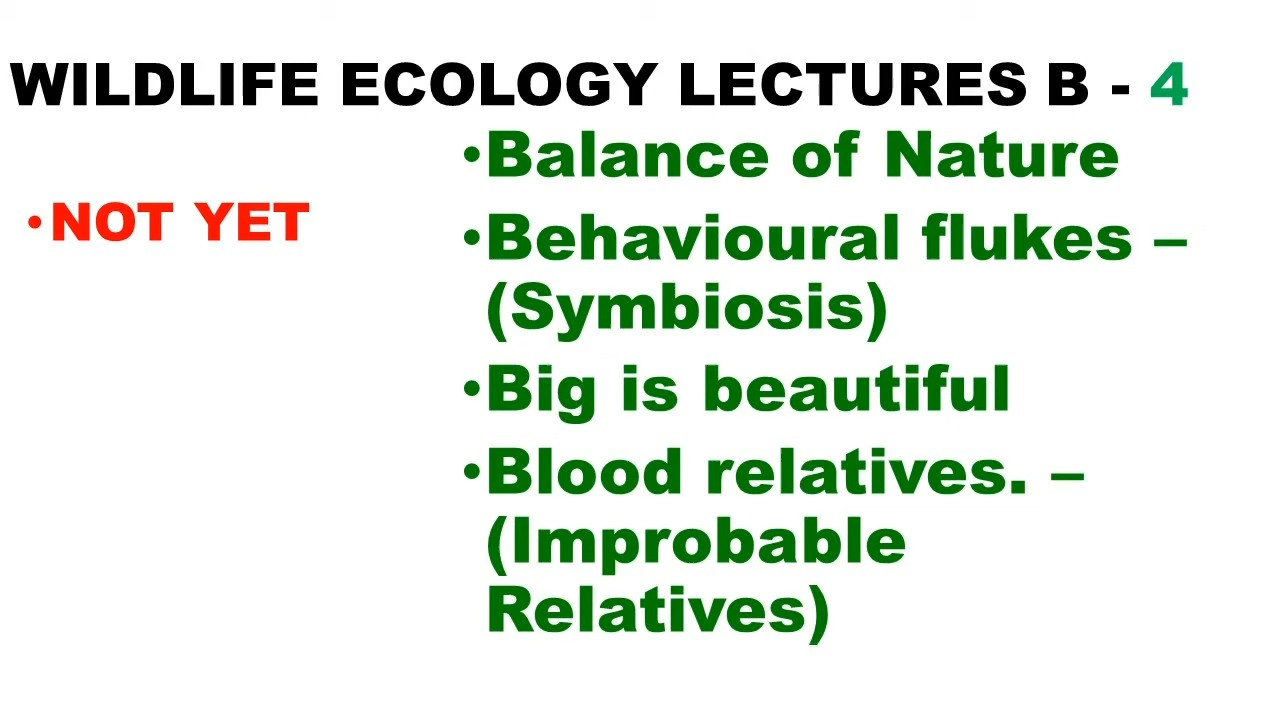 WILDLIFE ECOLOGY LECTURES B - 4
•NOT YET
•Balance of Nature
•Behavioural flukes –
(Symbiosis)
•Big is beautiful
•Blood relatives. –
(Improbable
Relatives)